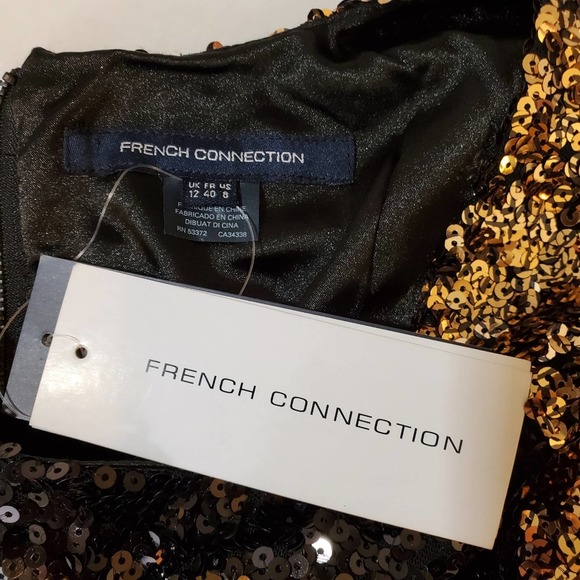 FRENCH CONNECTION
UK FR US
12 40 8
EN CHINE
FABRICADO EN CHINA
DIBUAT DI CINA
RN 53372 CA34338
FRENCH CONNECTION